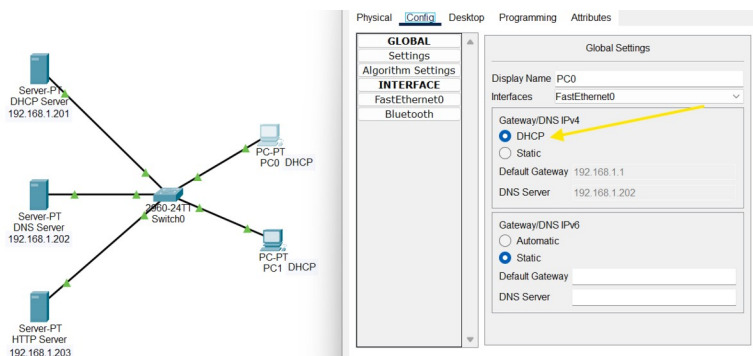 Server-PT
DHCP Server
192.168.1.201
Server-PT
DNS Server
192.168.1.202
Server-PT
HTTP Server
192.168.1.203
2960-24TT
Switch0
PC-PT
PC0 DHCP
PC-PT
PC1 DHCP
Physical Config Desktop Programming Attributes
GLOBAL
Settings
Algorithm Settings
INTERFACE
FastEthernet0
Bluetooth
Global Settings
Display Name PC0
Interfaces FastEthernet0
Gateway/DNS IPv4
DHCP
Static
Default Gateway 192.168.1.1
DNS Server 192.168.1.202
Gateway/DNS IPv6
Automatic
Static
Default Gateway
DNS Server